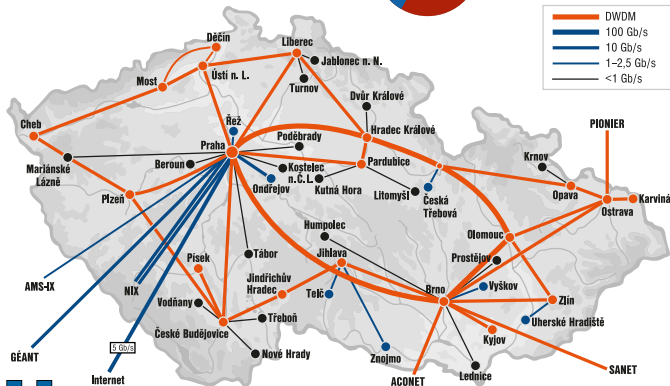 DWDM
100 Gb/s
10 Gb/s
1–2,5 Gb/s
<1 Gb/s
Děčín
Liberec
Jablonec n. N.
Ústí n. L.
Most
Turnov
Dvůr Králové
Cheb
Řež
Hradec Králové
PIONIER
Praha
Poděbrady
Mariánské
Lázně
Beroun
Kostelec
n.Č.L.
Pardubice
Krnov
Ondřejov
Kutná Hora
Litomyšl
Česká
Třebová
Opava
Ostrava
Karviná
Plzeň
Humpolec
Olomouc
Písek
Tábor
Jihlava
Prostějov
AMS-IX
NIX
Jindřichův
Hradec
Telč
Brno
Vyškov
Zlín
Vodňany
Třeboň
Uherské Hradiště
České Budějovice
Kyjov
GÉANT
5 Gb/s
Nové Hrady
Znojmo
Lednice
Internet
ACONET
SANET